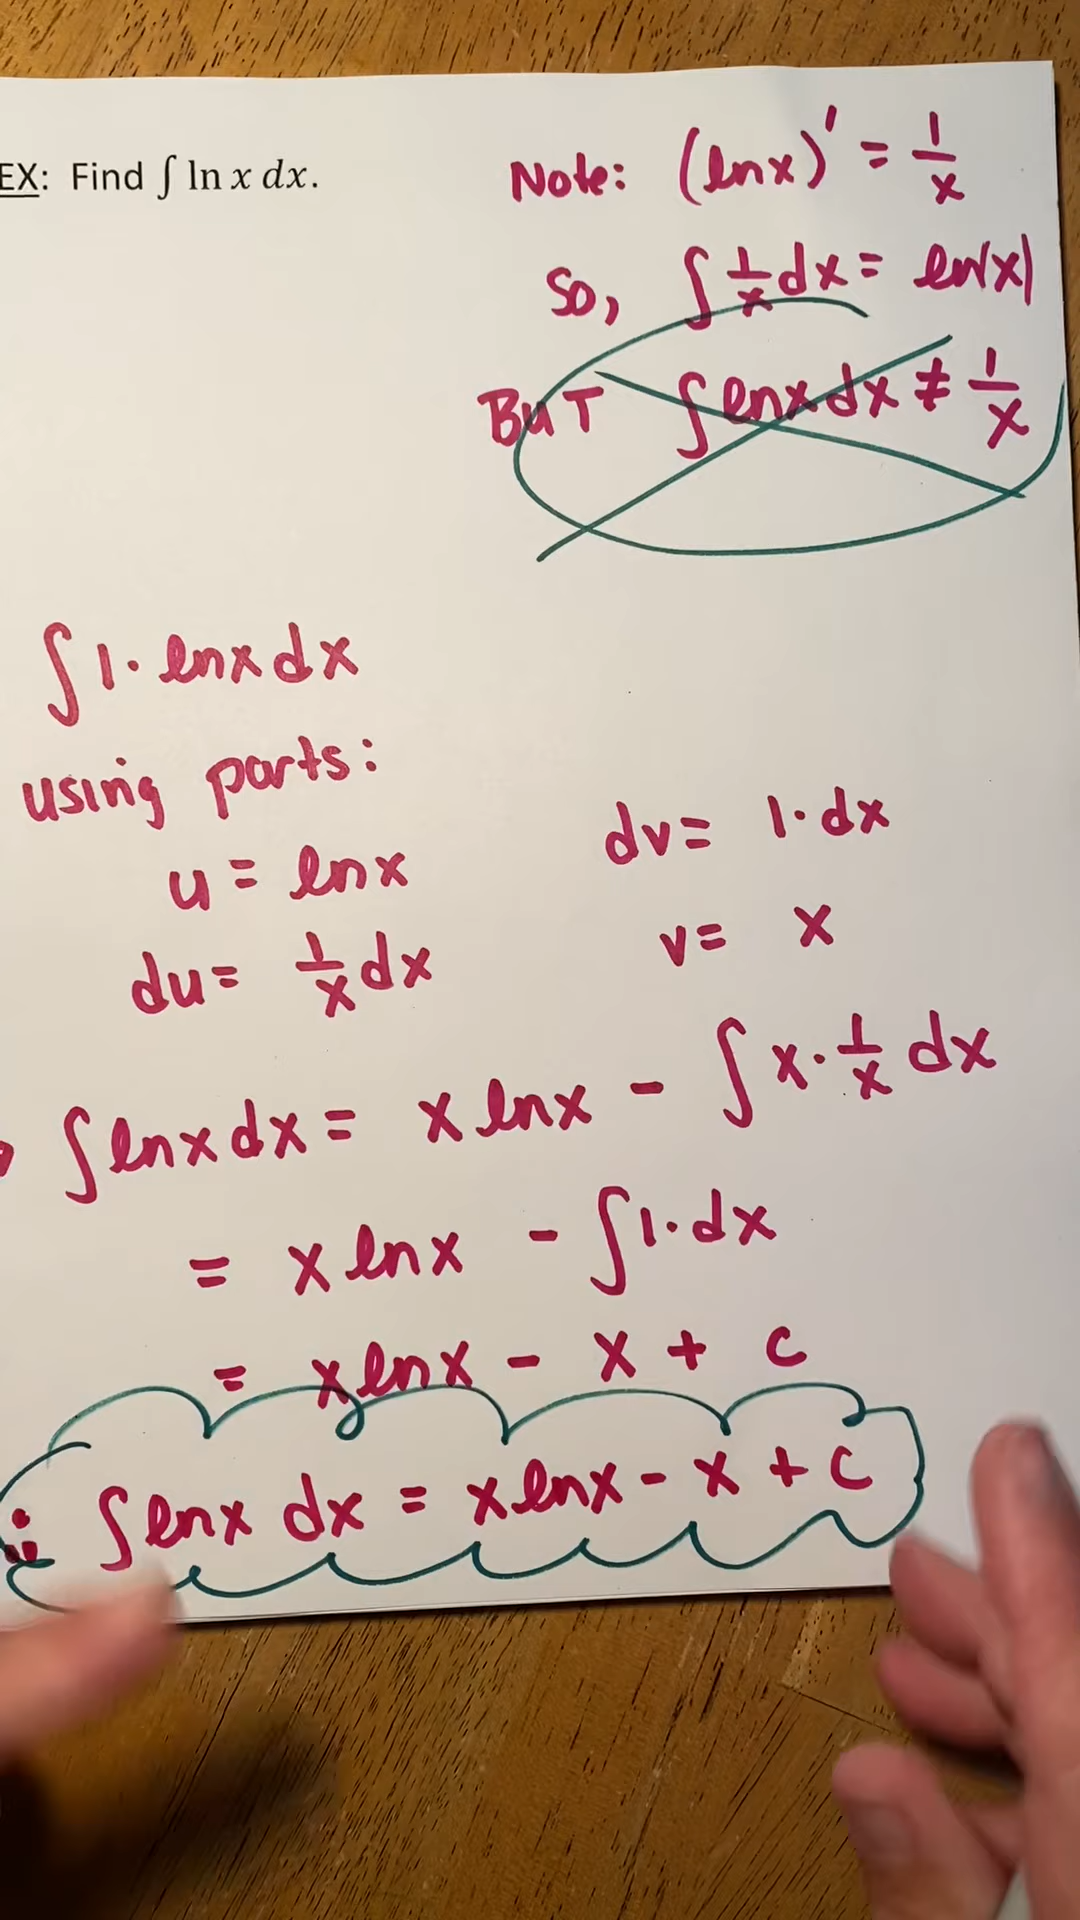 EX: Find ∫ ln x dx.
Note: (lnx)' = 1/x
So, ∫ 1/x dx = ln|x|
BUT ∫ lnx dx ≠ 1/x
∫ 1· lnx dx
using parts:
u = lnx dv = 1·dx
du = 1/x dx v = x
∫ lnx dx = x lnx - ∫ x· 1/x dx
= x lnx - ∫ 1·dx
= x lnx - x + c
∴ ∫ lnx dx = x lnx - x + c